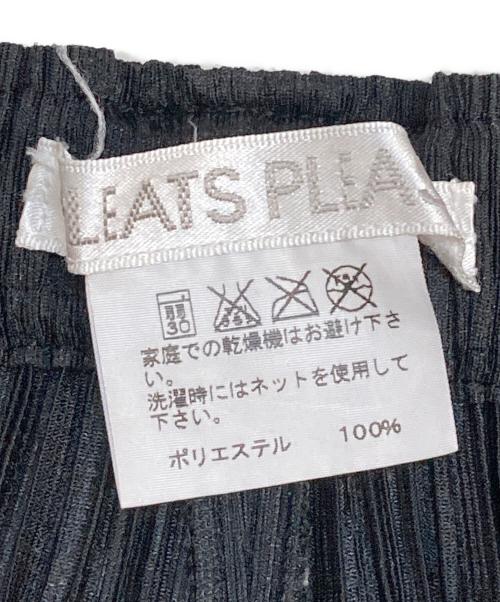 LEATS PLEA
30
家庭での乾燥機はお避け下さ
い。
洗濯時にはネットを使用して
下さい。
ポリエステル 100%